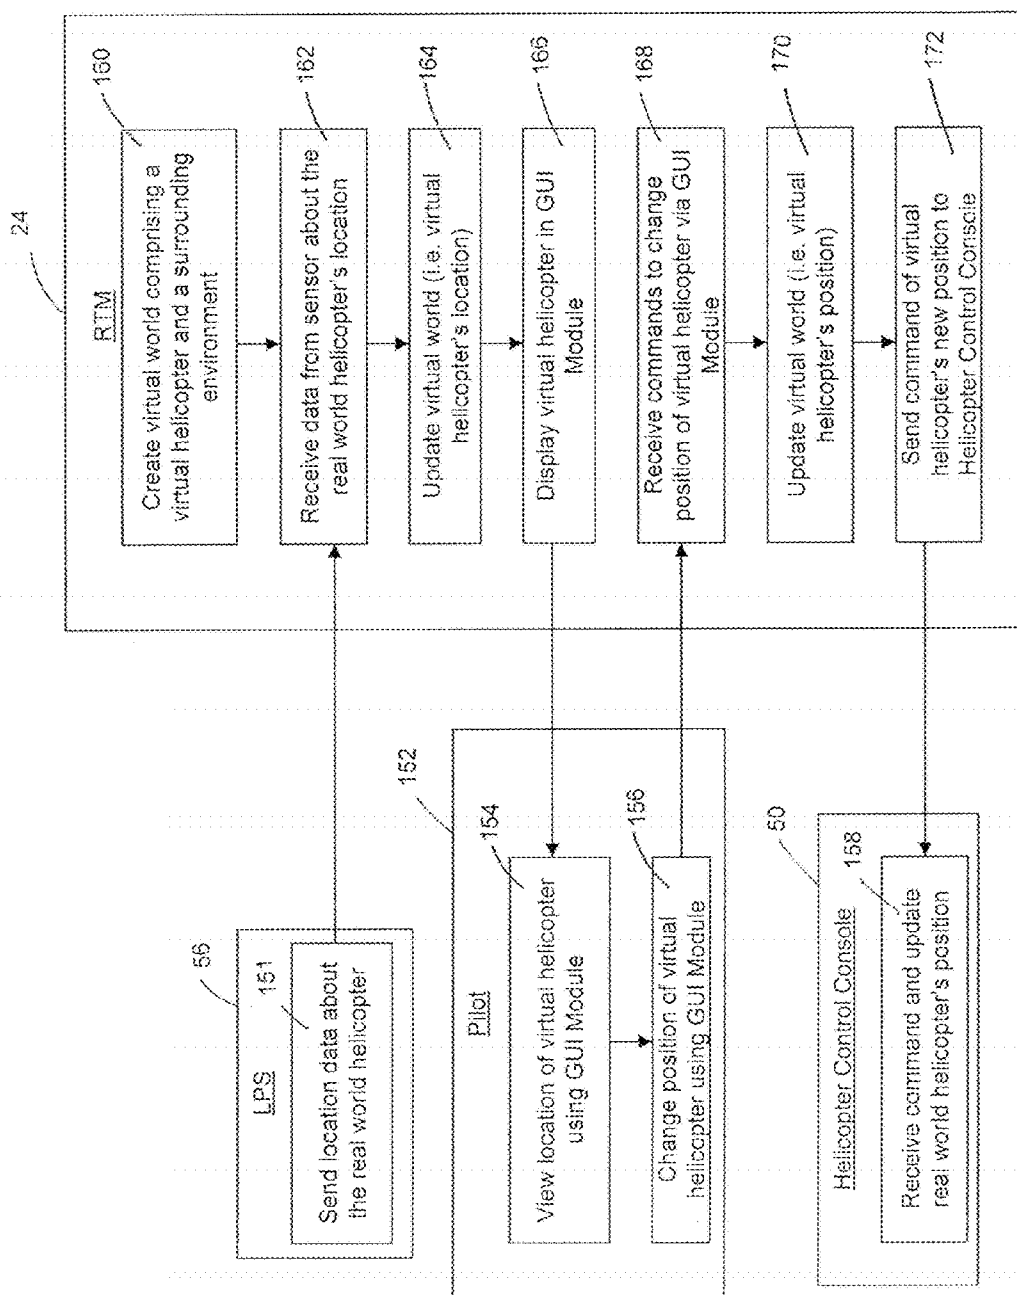 24
RTM
160
Create virtual world comprising a
virtual helicopter and a surrounding
environment
162
Receive data from sensor about the
real world helicopter's location
164
Update virtual world (i.e. virtual
helicopter's location)
166
Display virtual helicopter in GUI
Module
168
Receive commands to change
position of virtual helicopter via GUI
Module
170
Update virtual world (i.e. virtual
helicopter's position)
172
Send command of virtual
helicopter's new position to
Helicopter Control Console
56
LPS
151
Send location data about
the real world helicopter
152
Pilot
154
View location of virtual helicopter
using GUI Module
156
Change position of virtual
helicopter using GUI Module
50
Helicopter Control Console
158
Receive command and update
real world helicopter's position